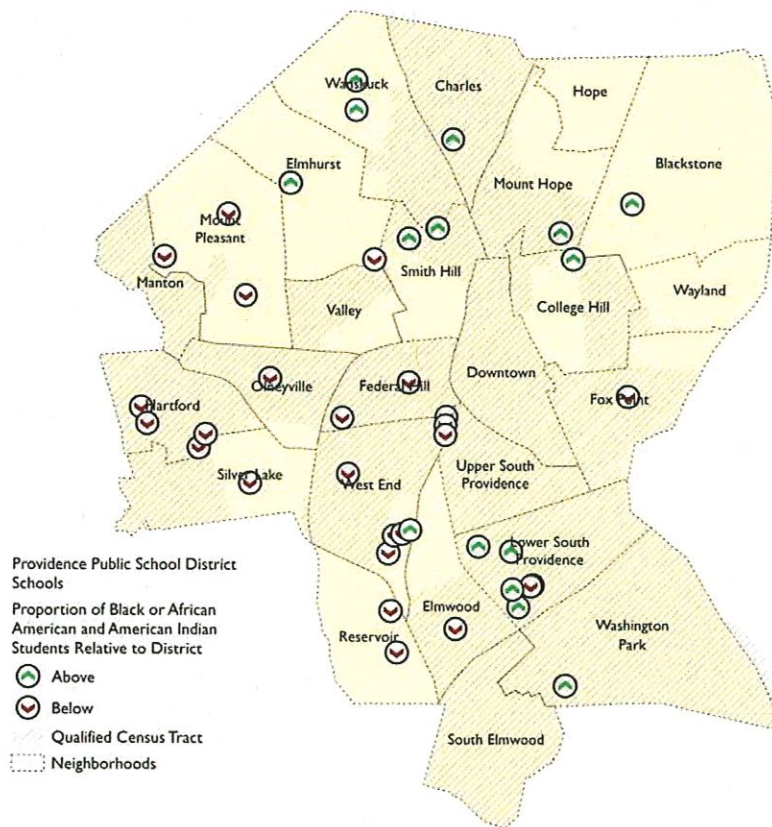 Wanskuck
Charles
Hope
Elmhurst
Blackstone
Mount Hope
Mount
Pleasant
Smith Hill
Manton
Wayland
Valley
College Hill
Downtown
Olneyville
Federal Hill
Fox Point
Hartford
Silver Lake
West End
Upper South
Providence
Lower South
Providence
Elmwood
Washington
Park
Reservoir
South Elmwood
Providence Public School District
Schools
Proportion of Black or African
American and American Indian
Students Relative to District
Above
Below
Qualified Census Tract
Neighborhoods